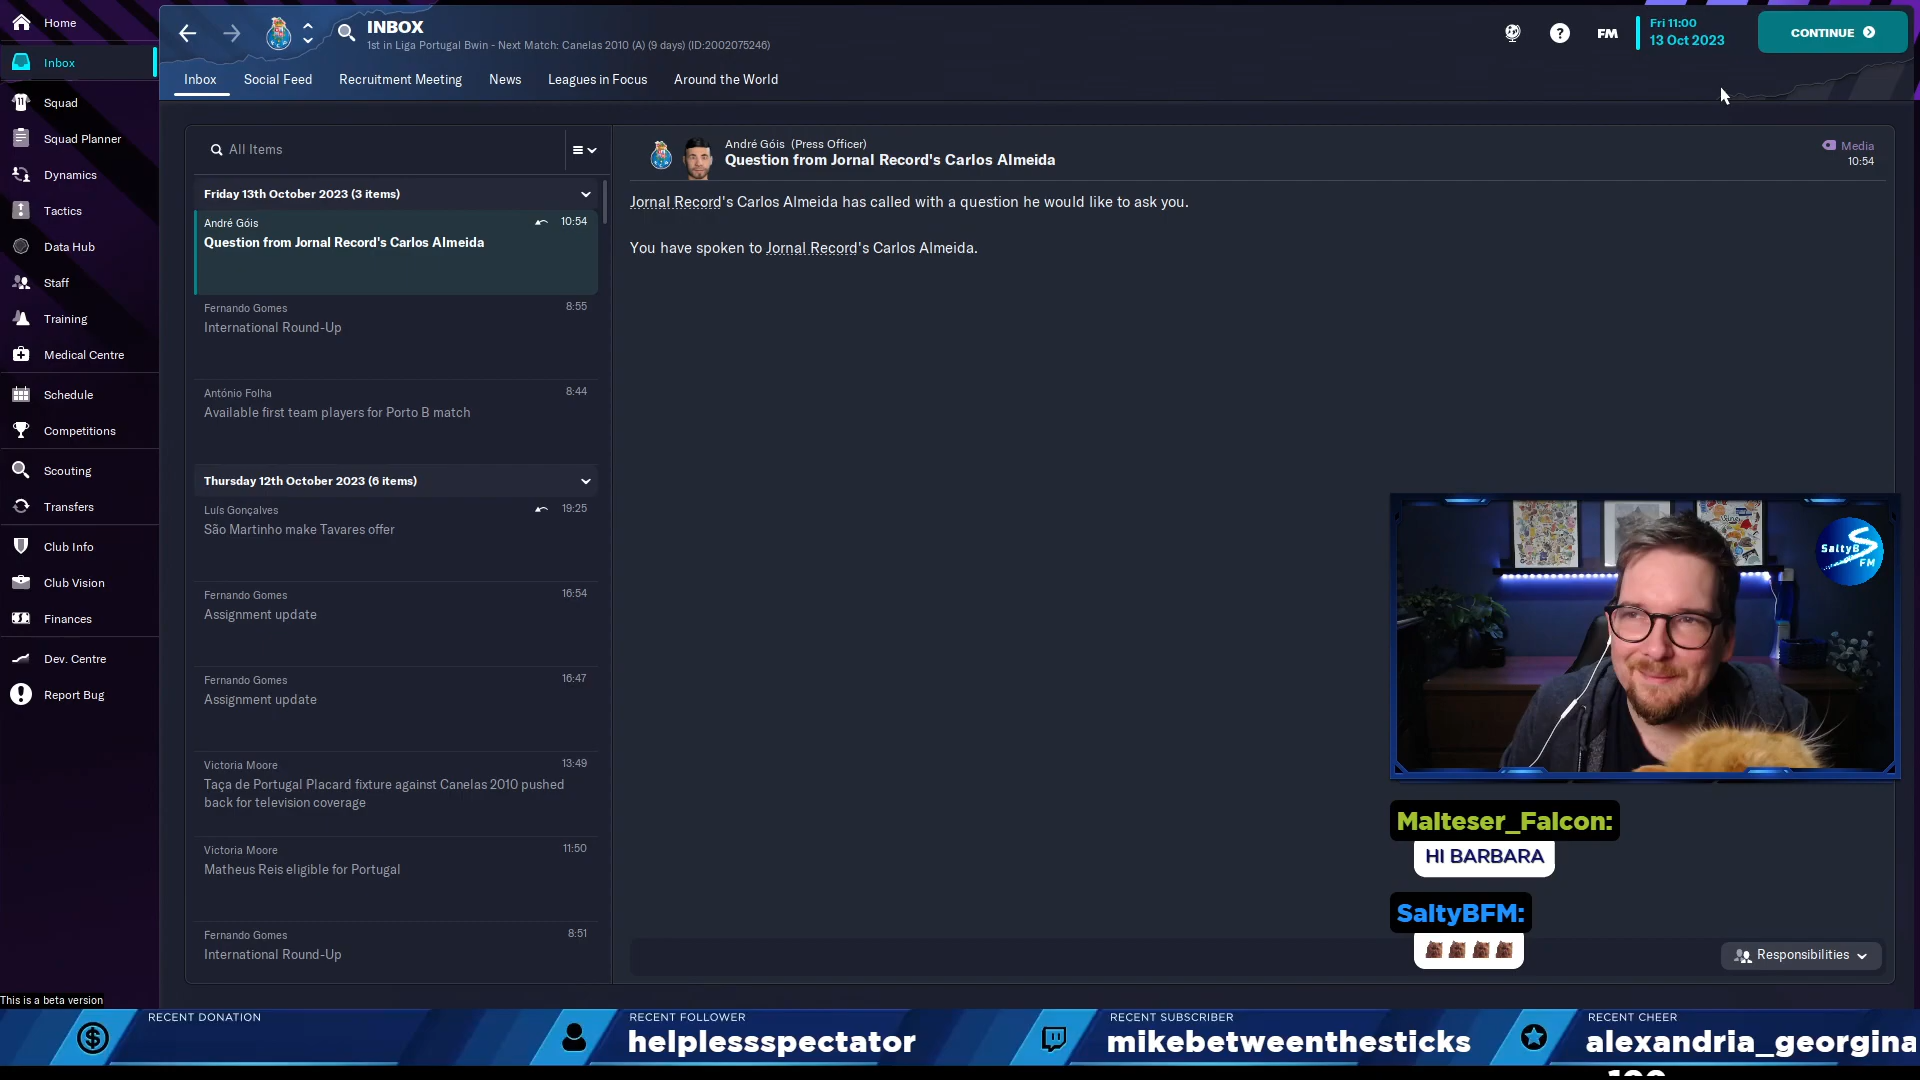 Home
Inbox
Squad
Squad Planner
Dynamics
Tactics
Data Hub
Staff
Training
Medical Centre
Schedule
Competitions
Scouting
Transfers
Club Info
Club Vision
Finances
Dev. Centre
Report Bug
This is a beta version
INBOX
1st in Liga Portugal Bwin - Next Match: Canelas 2010 (A) (9 days) (ID:2002075246)
FM
Fri 11:00
13 Oct 2023
CONTINUE
Inbox
Social Feed
Recruitment Meeting
News
Leagues in Focus
Around the World
All Items
Friday 13th October 2023 (3 items)
André Góis 10:54
Question from Jornal Record's Carlos Almeida
Fernando Gomes 8:55
International Round-Up
António Folha 8:44
Available first team players for Porto B match
Thursday 12th October 2023 (6 items)
Luís Gonçalves 19:25
São Martinho make Tavares offer
Fernando Gomes 16:54
Assignment update
Fernando Gomes 16:47
Assignment update
Victoria Moore 13:49
Taça de Portugal Placard fixture against Canelas 2010 pushed
back for television coverage
Victoria Moore 11:50
Matheus Reis eligible for Portugal
Fernando Gomes 8:51
International Round-Up
André Góis (Press Officer)
Question from Jornal Record's Carlos Almeida
Media
10:54
Jornal Record's Carlos Almeida has called with a question he would like to ask you.
You have spoken to Jornal Record's Carlos Almeida.
SaltyB
FM
Malteser_Falcon:
HI BARBARA
SaltyBFM:
Responsibilities
RECENT DONATION
RECENT FOLLOWER
helplessspectator
RECENT SUBSCRIBER
mikebetweenthesticks
RECENT CHEER
alexandria_georgina